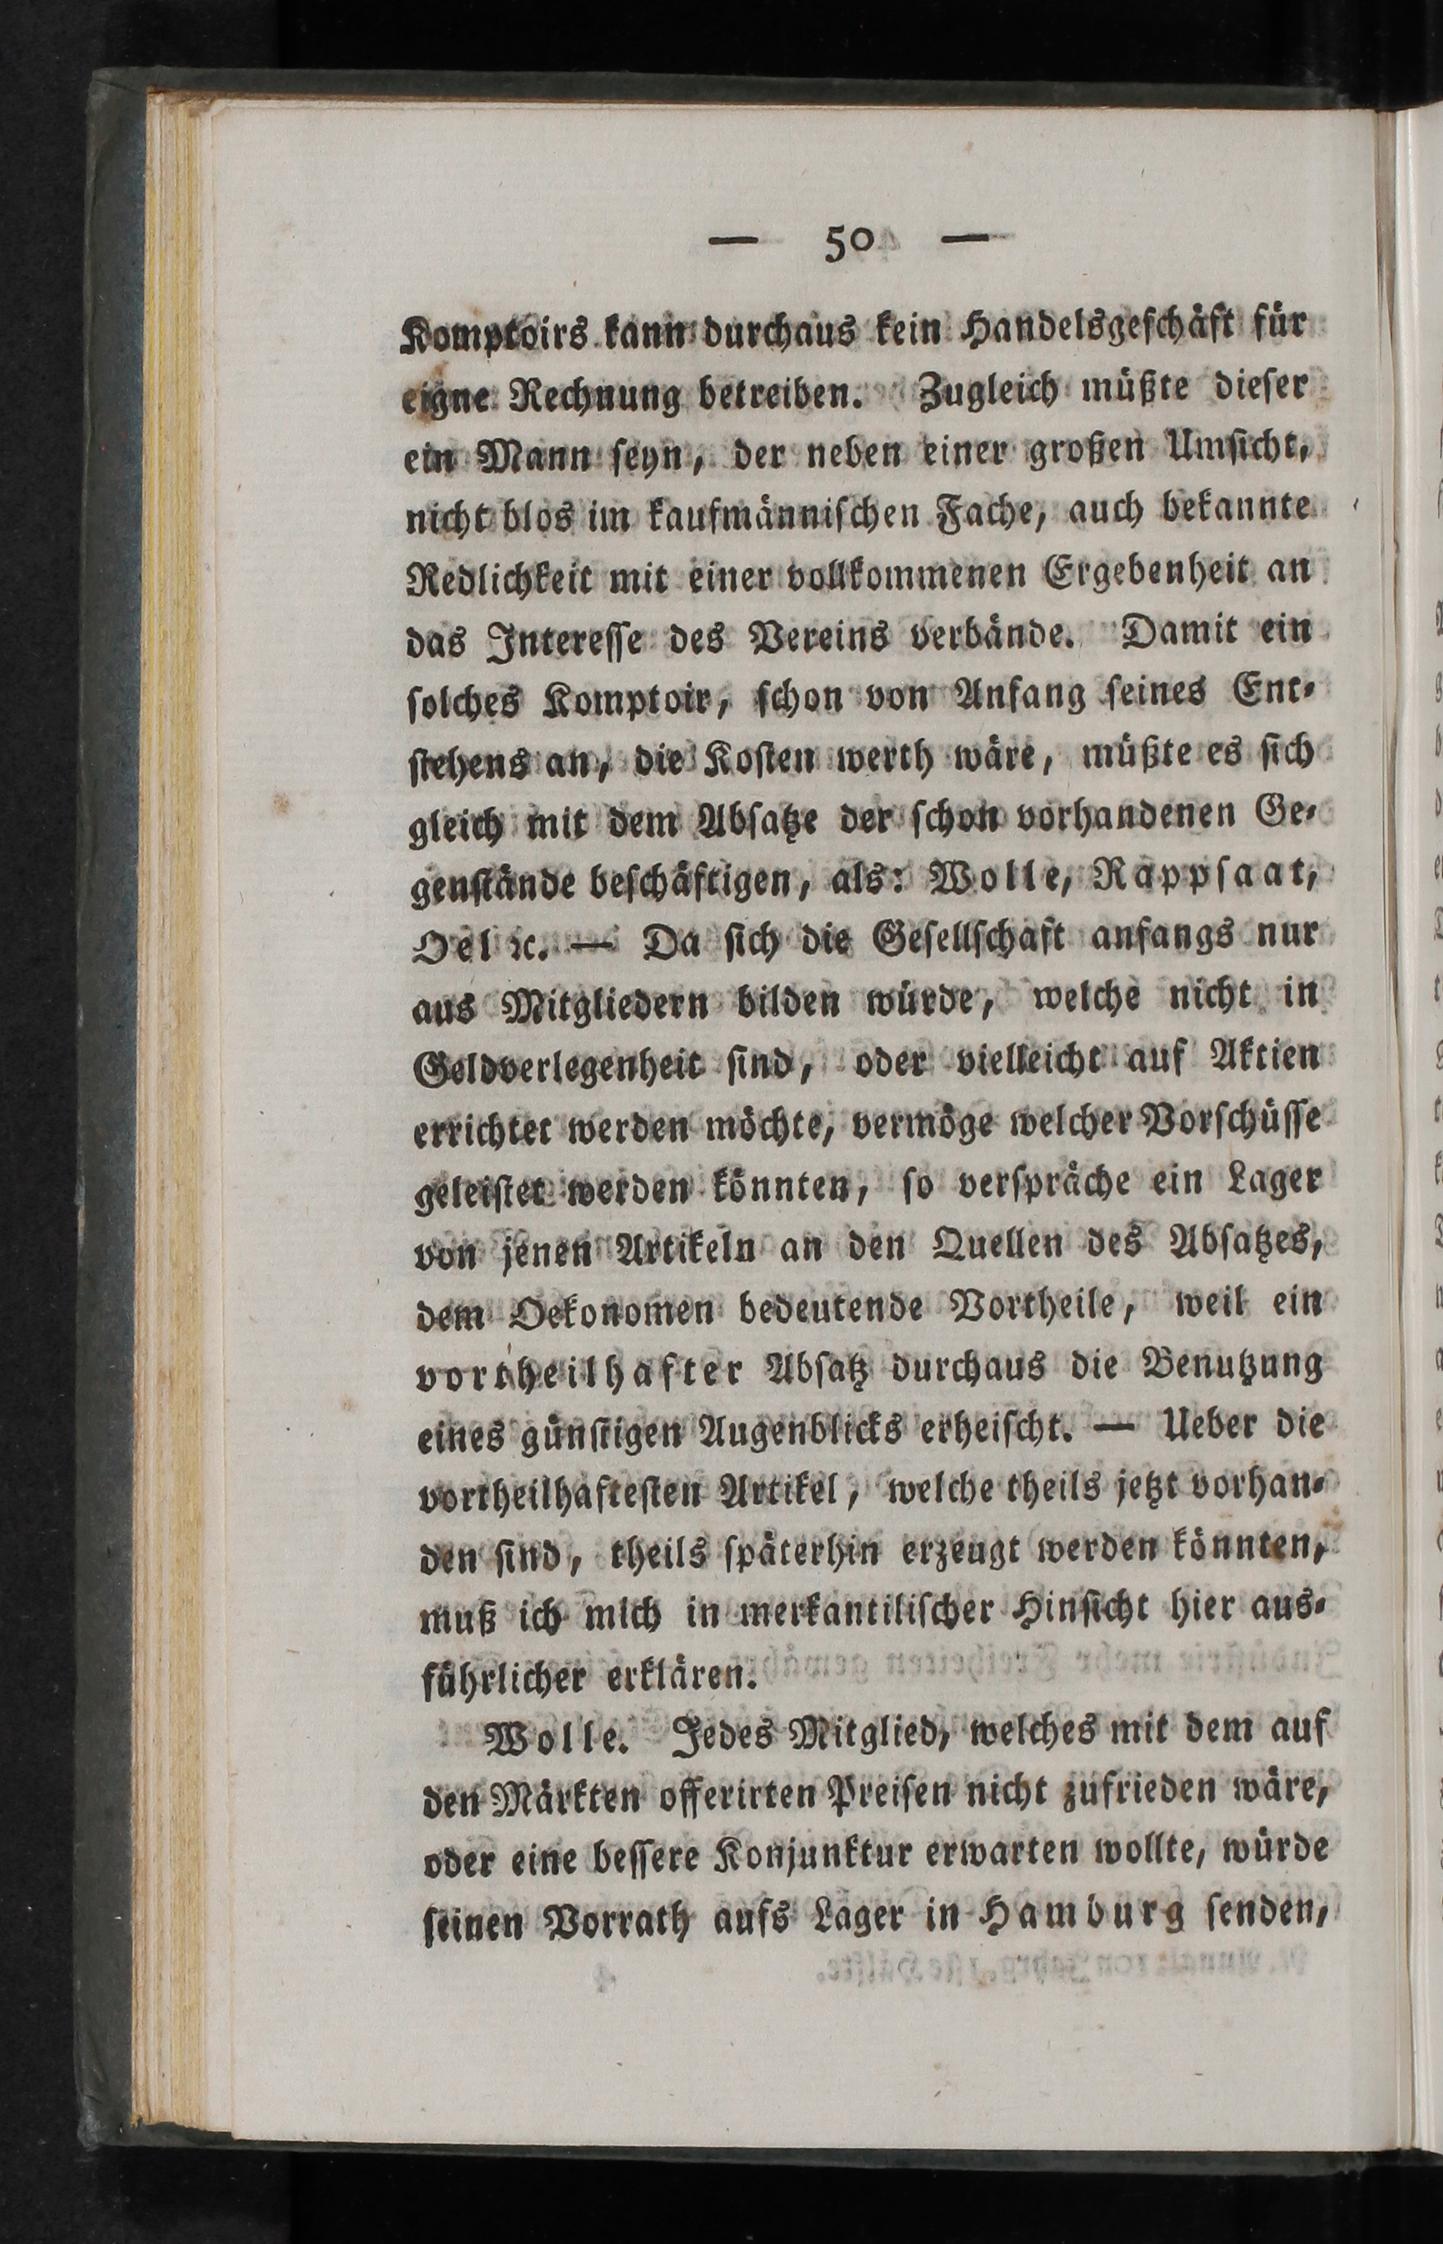 — 50 —
Komptoirs kann durchaus kein Handelsgeschäft für
eigne Rechnung betreiben. Zugleich müßte dieser
ein Mann seyn, der neben einer großen Umsicht,
nicht blos im kaufmännischen Fache, auch bekannte
Redlichkeit mit einer vollkommenen Ergebenheit an
das Interesse des Vereins verbände. Damit ein
solches Komptoir, schon von Anfang seines Ent-
stehens an, die Kosten werth wäre, müßte es sich
gleich mit dem Absatze der schon vorhandenen Ge-
genstände beschäftigen, als: Wolle, Rappsaat,
Oel ꝛc. — Da sich die Gesellschaft anfangs nur
aus Mitgliedern bilden würde, welche nicht in
Geldverlegenheit sind, oder vielleicht auf Aktien
errichtet werden möchte, vermöge welcher Vorschüsse
geleistet werden könnten, so verspräche ein Lager
von jenen Artikeln an den Quellen des Absatzes,
dem Oekonomen bedeutende Vortheile, weil ein
vortheilhafter Absatz durchaus die Benutzung
eines günstigen Augenblicks erheischt. — Ueber die
vortheilhaftesten Artikel, welche theils jetzt vorhan-
den sind, theils späterhin erzeugt werden könnten,
muß ich mich in merkantilischer Hinsicht hier aus-
führlicher erklären.
Wolle. Jedes Mitglied, welches mit dem auf
den Märkten offerirten Preisen nicht zufrieden wäre,
oder eine bessere Konjunktur erwarten wollte, würde
seinen Vorrath aufs Lager in Hamburg senden,